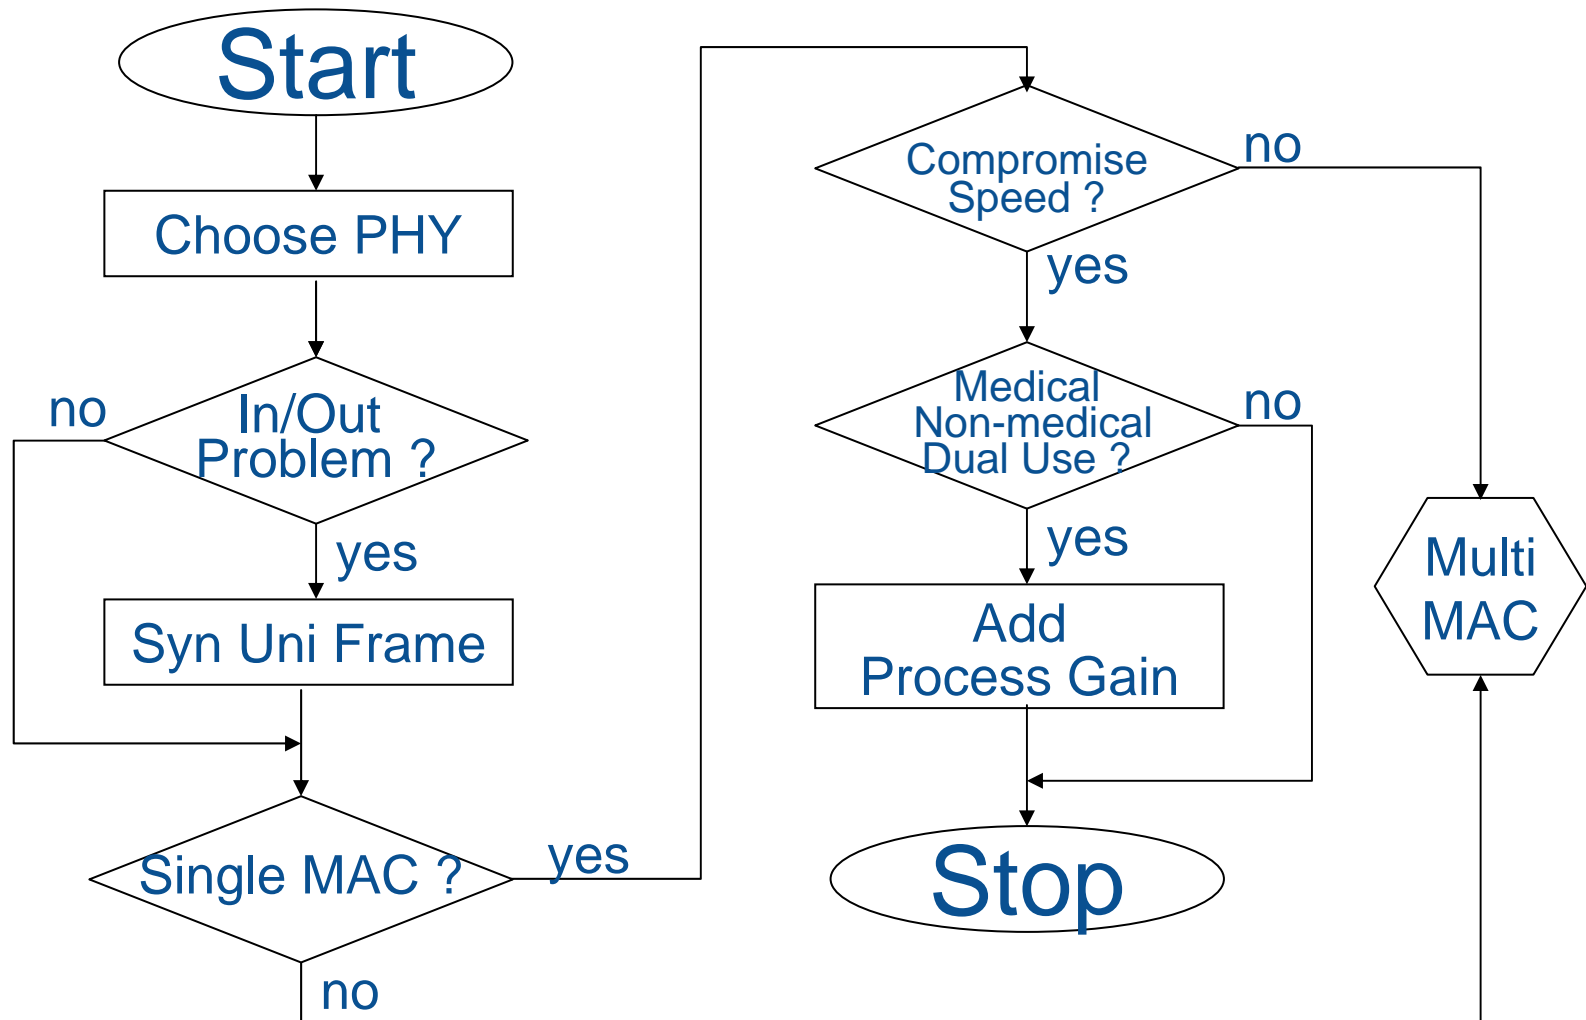 Start
Choose PHY
no
In/Out
Problem ?
yes
Syn Uni Frame
Single MAC ?
yes
no
Compromise
Speed ?
no
yes
Medical
Non-medical
Dual Use ?
no
yes
Add
Process Gain
Stop
Multi
MAC